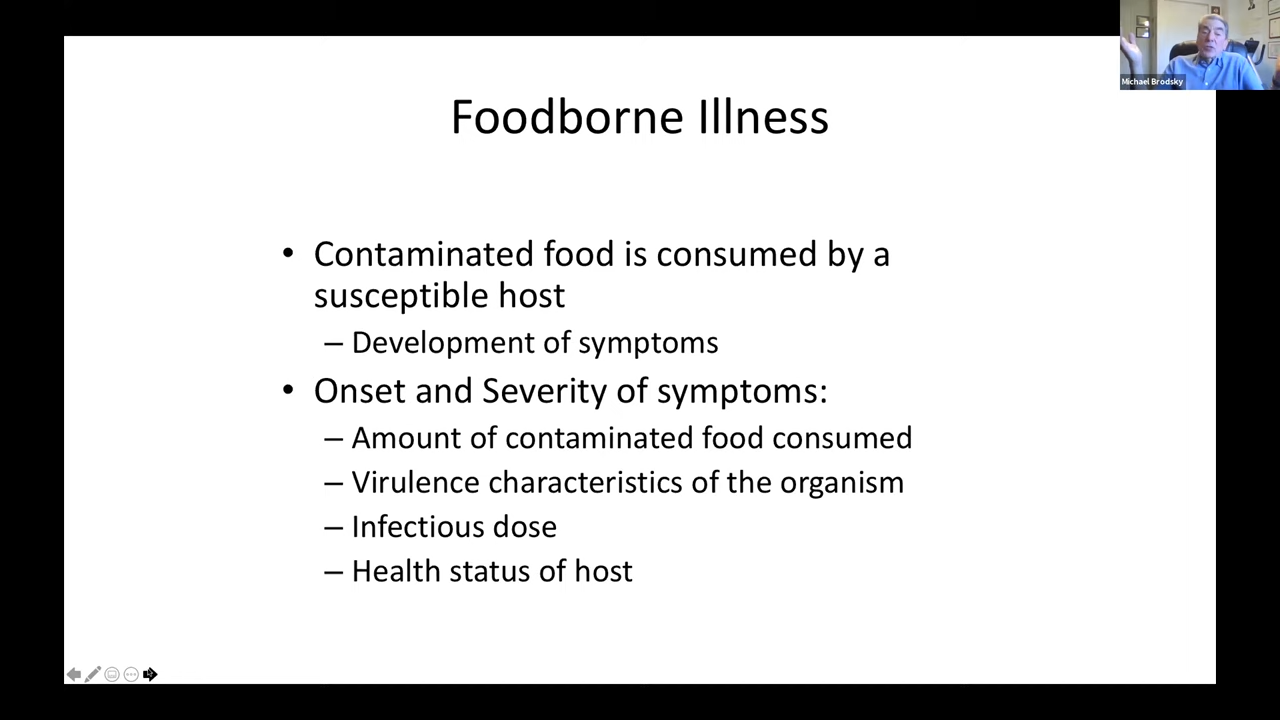 Michael Brodsky
Foodborne Illness
• Contaminated food is consumed by a
susceptible host
– Development of symptoms
• Onset and Severity of symptoms:
– Amount of contaminated food consumed
– Virulence characteristics of the organism
– Infectious dose
– Health status of host